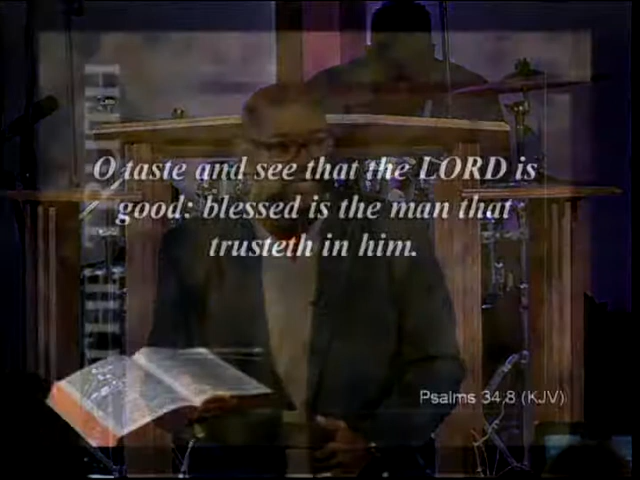 O taste and see that the LORD is
good: blessed is the man that
trusteth in him.
Psalms 34:8 (KJV)